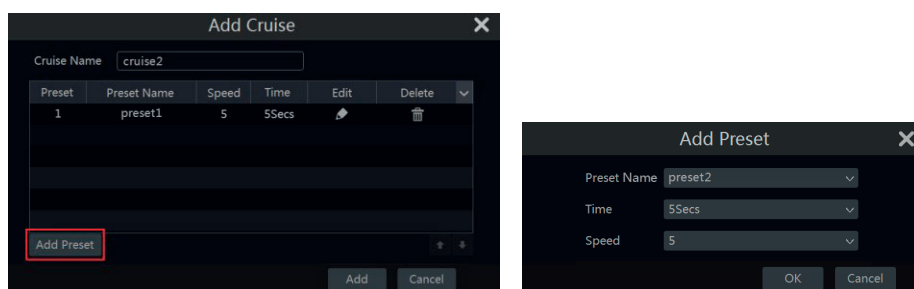 Add Cruise
Cruise Name cruise2
Preset Preset Name Speed Time Edit Delete
1 preset1 5 5Secs
Add Preset
Add Cancel
Add Preset
Preset Name preset2
Time 5Secs
Speed 5
OK Cancel